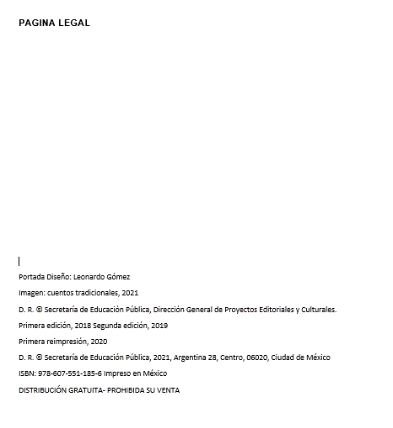 PAGINA LEGAL
Portada Diseño: Leonardo Gómez
Imagen: cuentos tradicionales, 2021
D. R. © Secretaría de Educación Pública, Dirección General de Proyectos Editoriales y Culturales.
Primera edición, 2018 Segunda edición, 2019
Primera reimpresión, 2020
D. R. © Secretaría de Educación Pública, 2021, Argentina 28, Centro, 06020, Ciudad de México
ISBN: 978-607-551-185-6 Impreso en México
DISTRIBUCIÓN GRATUITA- PROHIBIDA SU VENTA